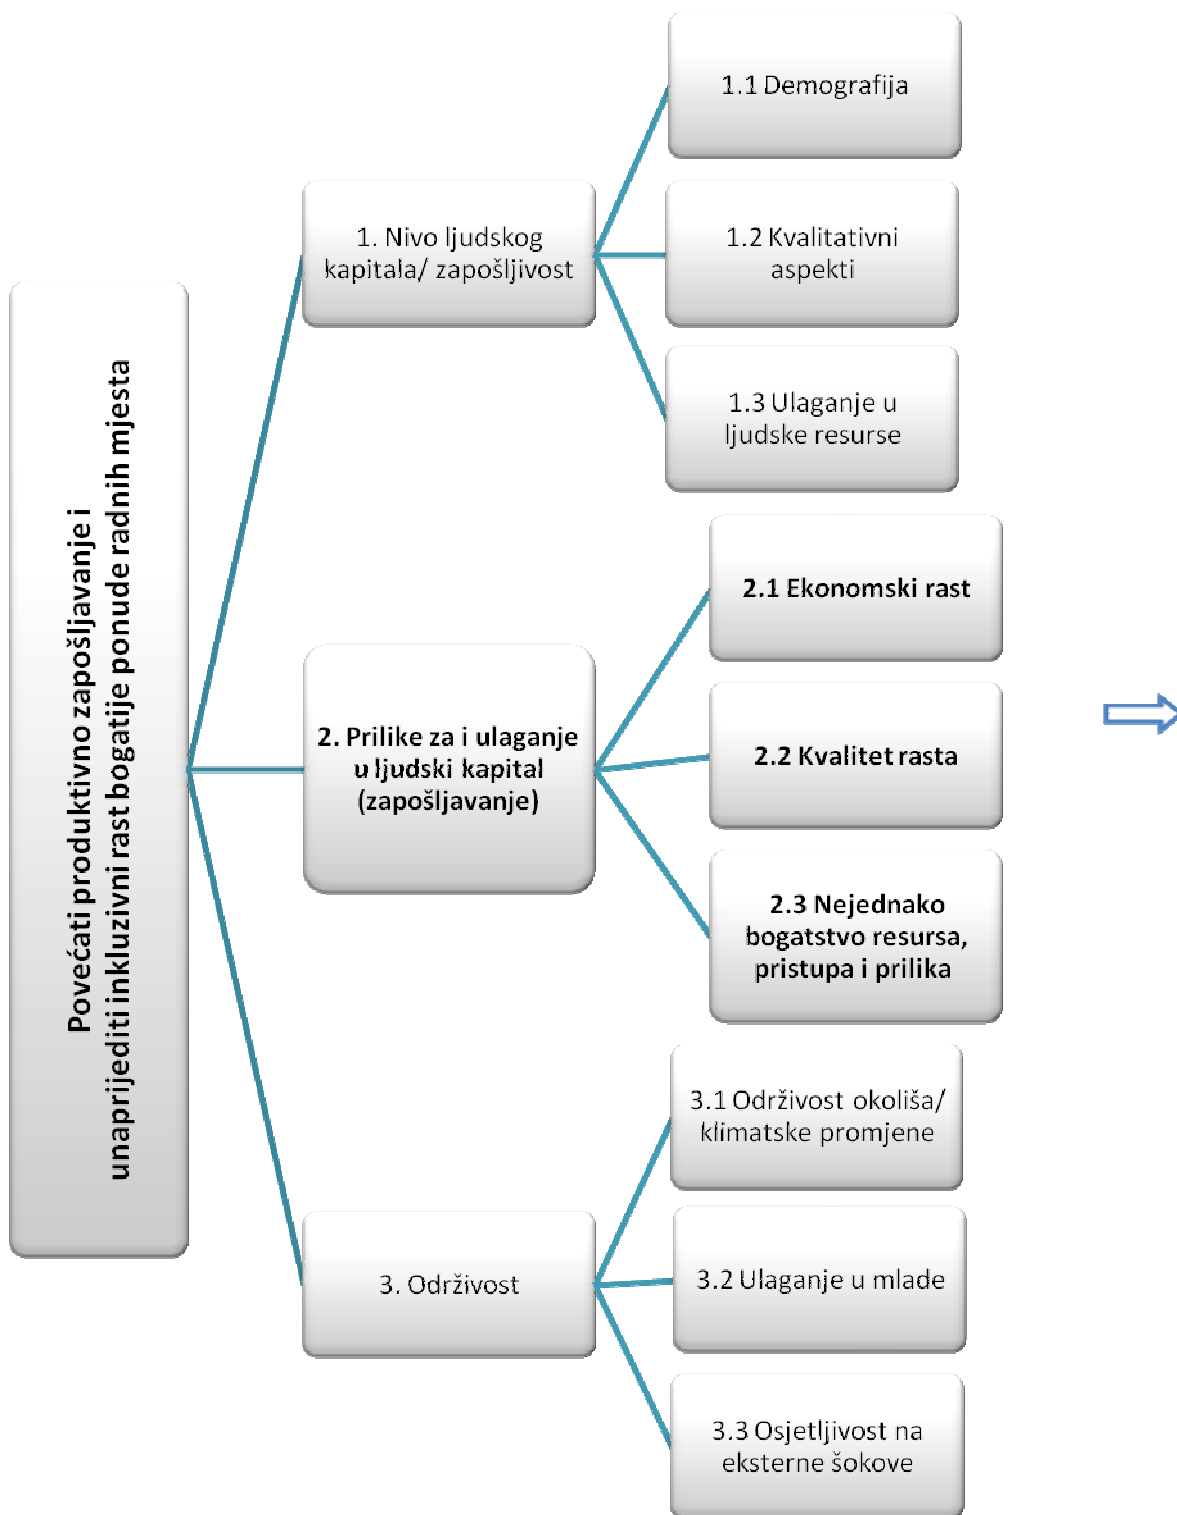 Povećati produktivno zapošljavanje i
unaprijediti inkluzivni rast bogatije ponude radnih mjesta
1. Nivo ljudskog
kapitala/ zapošljivost
1.1 Demografija
1.2 Kvalitativni
aspekti
1.3 Ulaganje u
ljudske resurse
2. Prilike za i ulaganje
u ljudski kapital
(zapošljavanje)
2.1 Ekonomski rast
2.2 Kvalitet rasta
2.3 Nejednako
bogatstvo resursa,
pristupa i prilika
3. Održivost
3.1 Održivost okoliša/
klimatske promjene
3.2 Ulaganje u mlade
3.3 Osjetljivost na
eksterne šokove